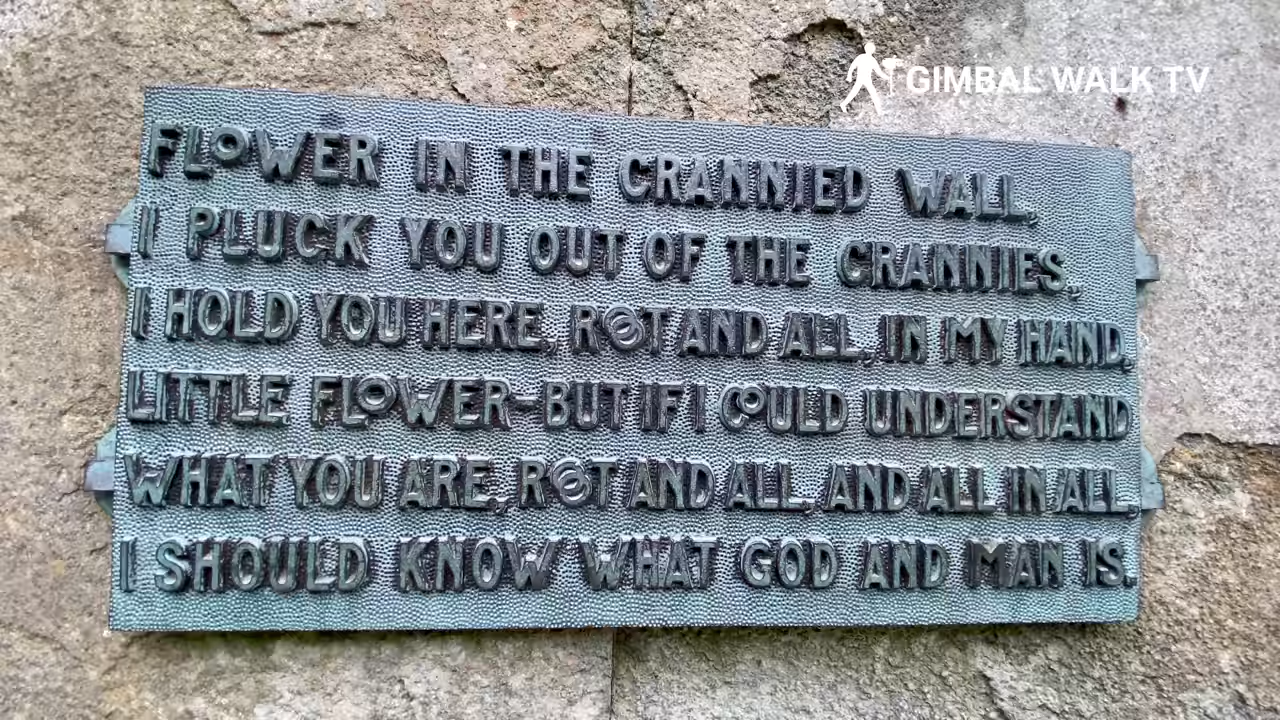 GIMBAL WALK TV
FLOWER IN THE CRANNIED WALL,
I PLUCK YOU OUT OF THE CRANNIES,
I HOLD YOU HERE, ROOT AND ALL, IN MY HAND,
LITTLE FLOWER-BUT IF I COULD UNDERSTAND
WHAT YOU ARE, ROOT AND ALL, AND ALL IN ALL,
I SHOULD KNOW WHAT GOD AND MAN IS.